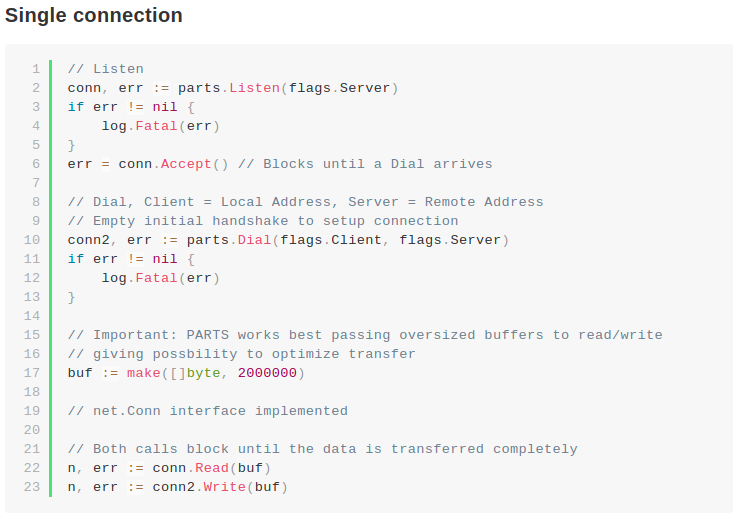 Single connection
1 // Listen
2 conn, err := parts.Listen(flags.Server)
3 if err != nil {
4     log.Fatal(err)
5 }
6 err = conn.Accept() // Blocks until a Dial arrives
7
8 // Dial, Client = Local Address, Server = Remote Address
9 // Empty initial handshake to setup connection
10 conn2, err := parts.Dial(flags.Client, flags.Server)
11 if err != nil {
12     log.Fatal(err)
13 }
14
15 // Important: PARTS works best passing oversized buffers to read/write
16 // giving possbility to optimize transfer
17 buf := make([]byte, 2000000)
18
19 // net.Conn interface implemented
20
21 // Both calls block until the data is transferred completely
22 n, err := conn.Read(buf)
23 n, err := conn2.Write(buf)